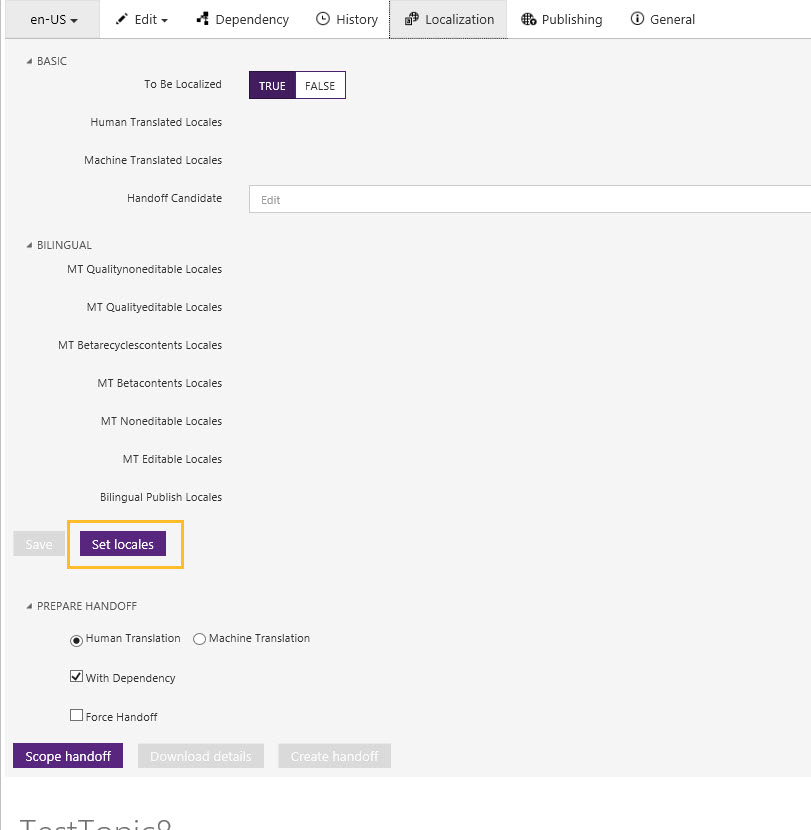 en-US Edit Dependency History Localization Publishing General
BASIC
To Be Localized TRUE FALSE
Human Translated Locales
Machine Translated Locales
Handoff Candidate Edit
BILINGUAL
MT Qualitynoneditable Locales
MT Qualityeditable Locales
MT Betarecyclescontents Locales
MT Betacontents Locales
MT Noneditable Locales
MT Editable Locales
Bilingual Publish Locales
Save Set locales
PREPARE HANDOFF
Human Translation Machine Translation
With Dependency
Force Handoff
Scope handoff Download details Create handoff